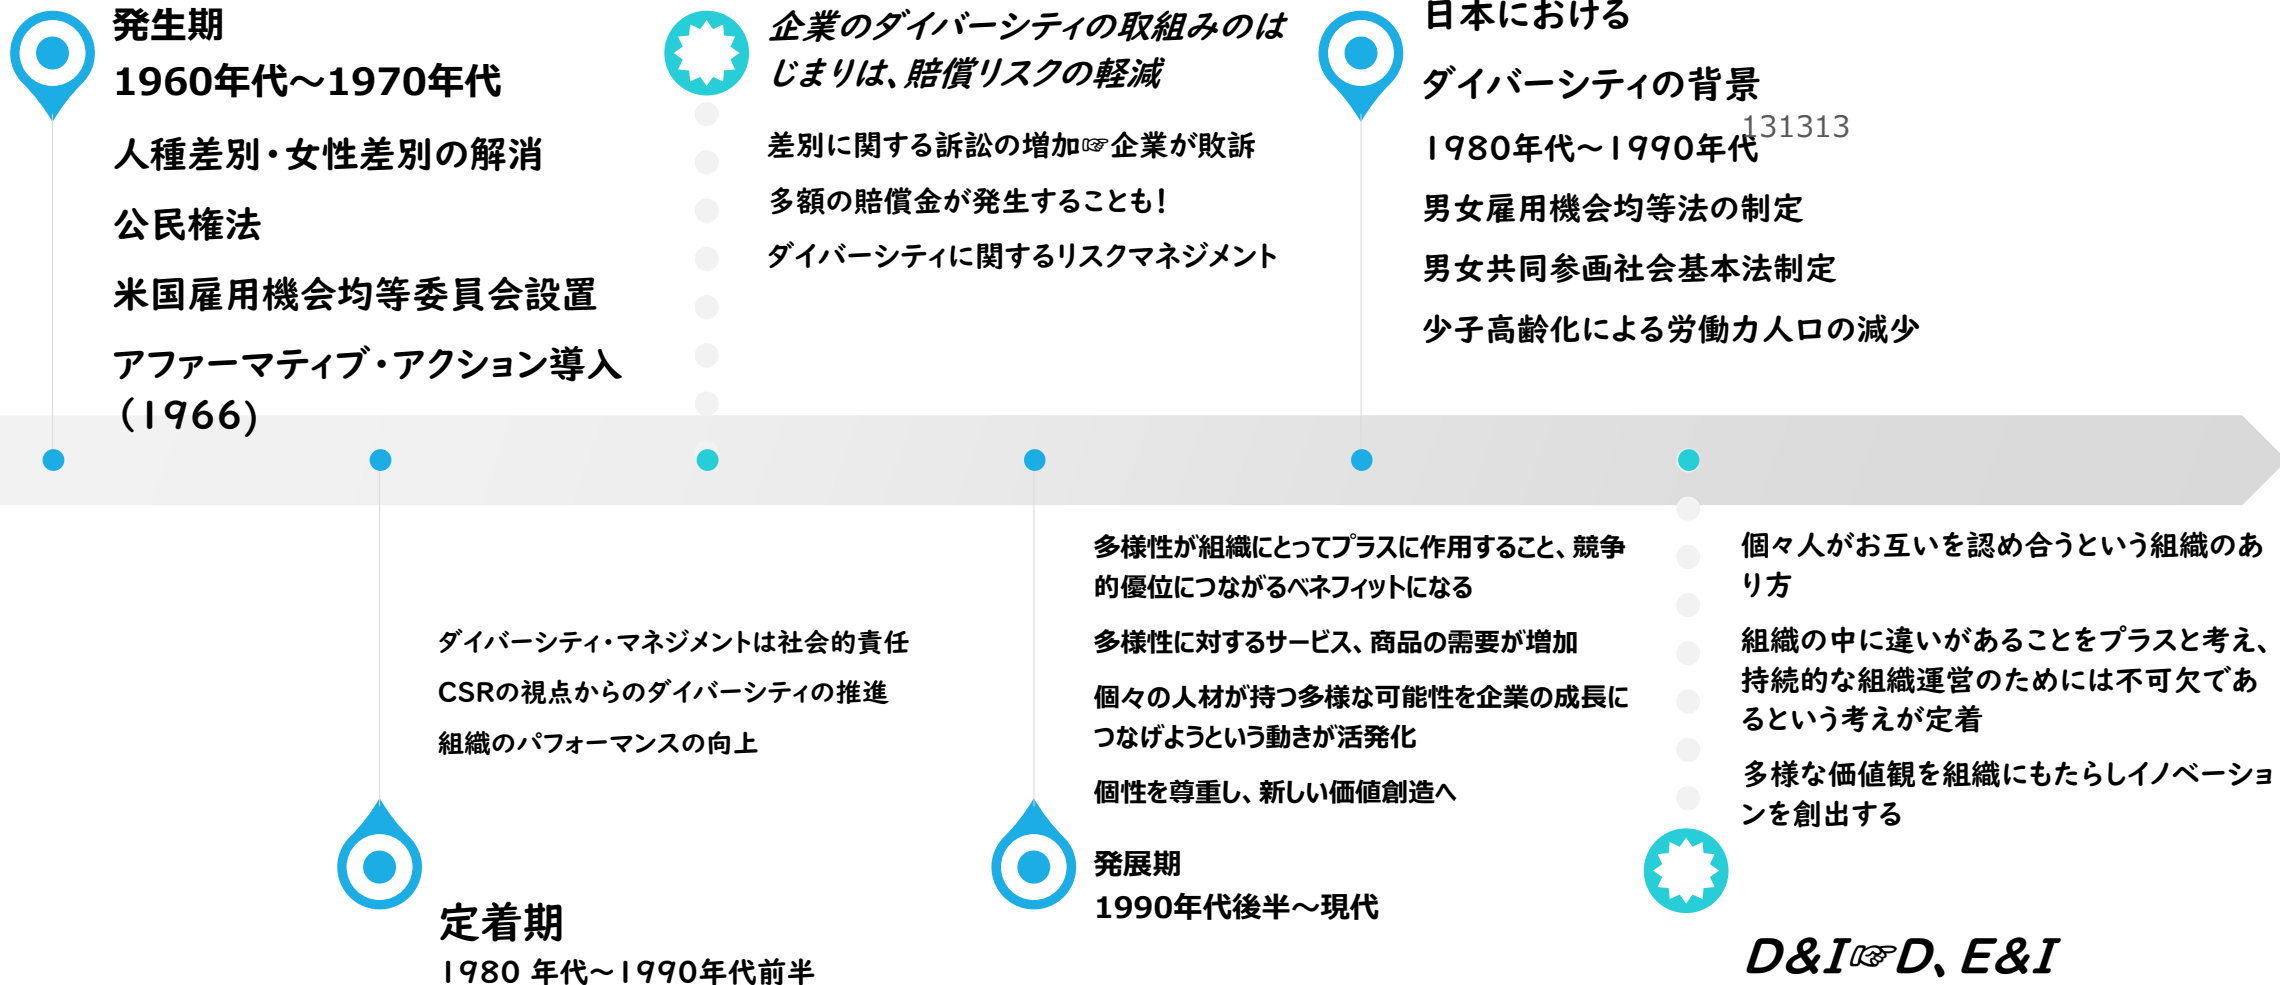 発生期
1960年代～1970年代
人種差別・女性差別の解消
公民権法
米国雇用機会均等委員会設置
アファーマティブ・アクション導入
(1966)
企業のダイバーシティの取組みのは
じまりは、賠償リスクの軽減
差別に関する訴訟の増加☞企業が敗訴
多額の賠償金が発生することも！
ダイバーシティに関するリスクマネジメント
日本における
ダイバーシティの背景
131313
1980年代～1990年代
男女雇用機会均等法の制定
男女共同参画社会基本法制定
少子高齢化による労働力人口の減少
ダイバーシティ・マネジメントは社会的責任
CSRの視点からのダイバーシティの推進
組織のパフォーマンスの向上
定着期
1980 年代～1990年代前半
多様性が組織にとってプラスに作用すること、競争
的優位につながるベネフィットになる
多様性に対するサービス、商品の需要が増加
個々の人材が持つ多様な可能性を企業の成長に
つなげようという動きが活発化
個性を尊重し、新しい価値創造へ
発展期
1990年代後半～現代
個々人がお互いを認め合うという組織のあ
り方
組織の中に違いがあることをプラスと考え、
持続的な組織運営のためには不可欠であ
るという考えが定着
多様な価値観を組織にもたらしイノベーショ
ンを創出する
D&I☞D、E&I